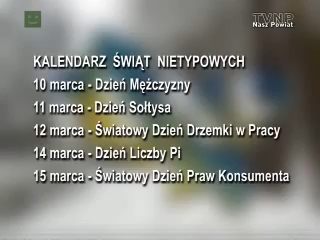 TVNP
Nasz Powiat
KALENDARZ ŚWIĄT NIETYPOWYCH
10 marca - Dzień Mężczyzny
11 marca - Dzień Sołtysa
12 marca - Światowy Dzień Drzemki w Pracy
14 marca - Dzień Liczby Pi
15 marca - Światowy Dzień Praw Konsumenta